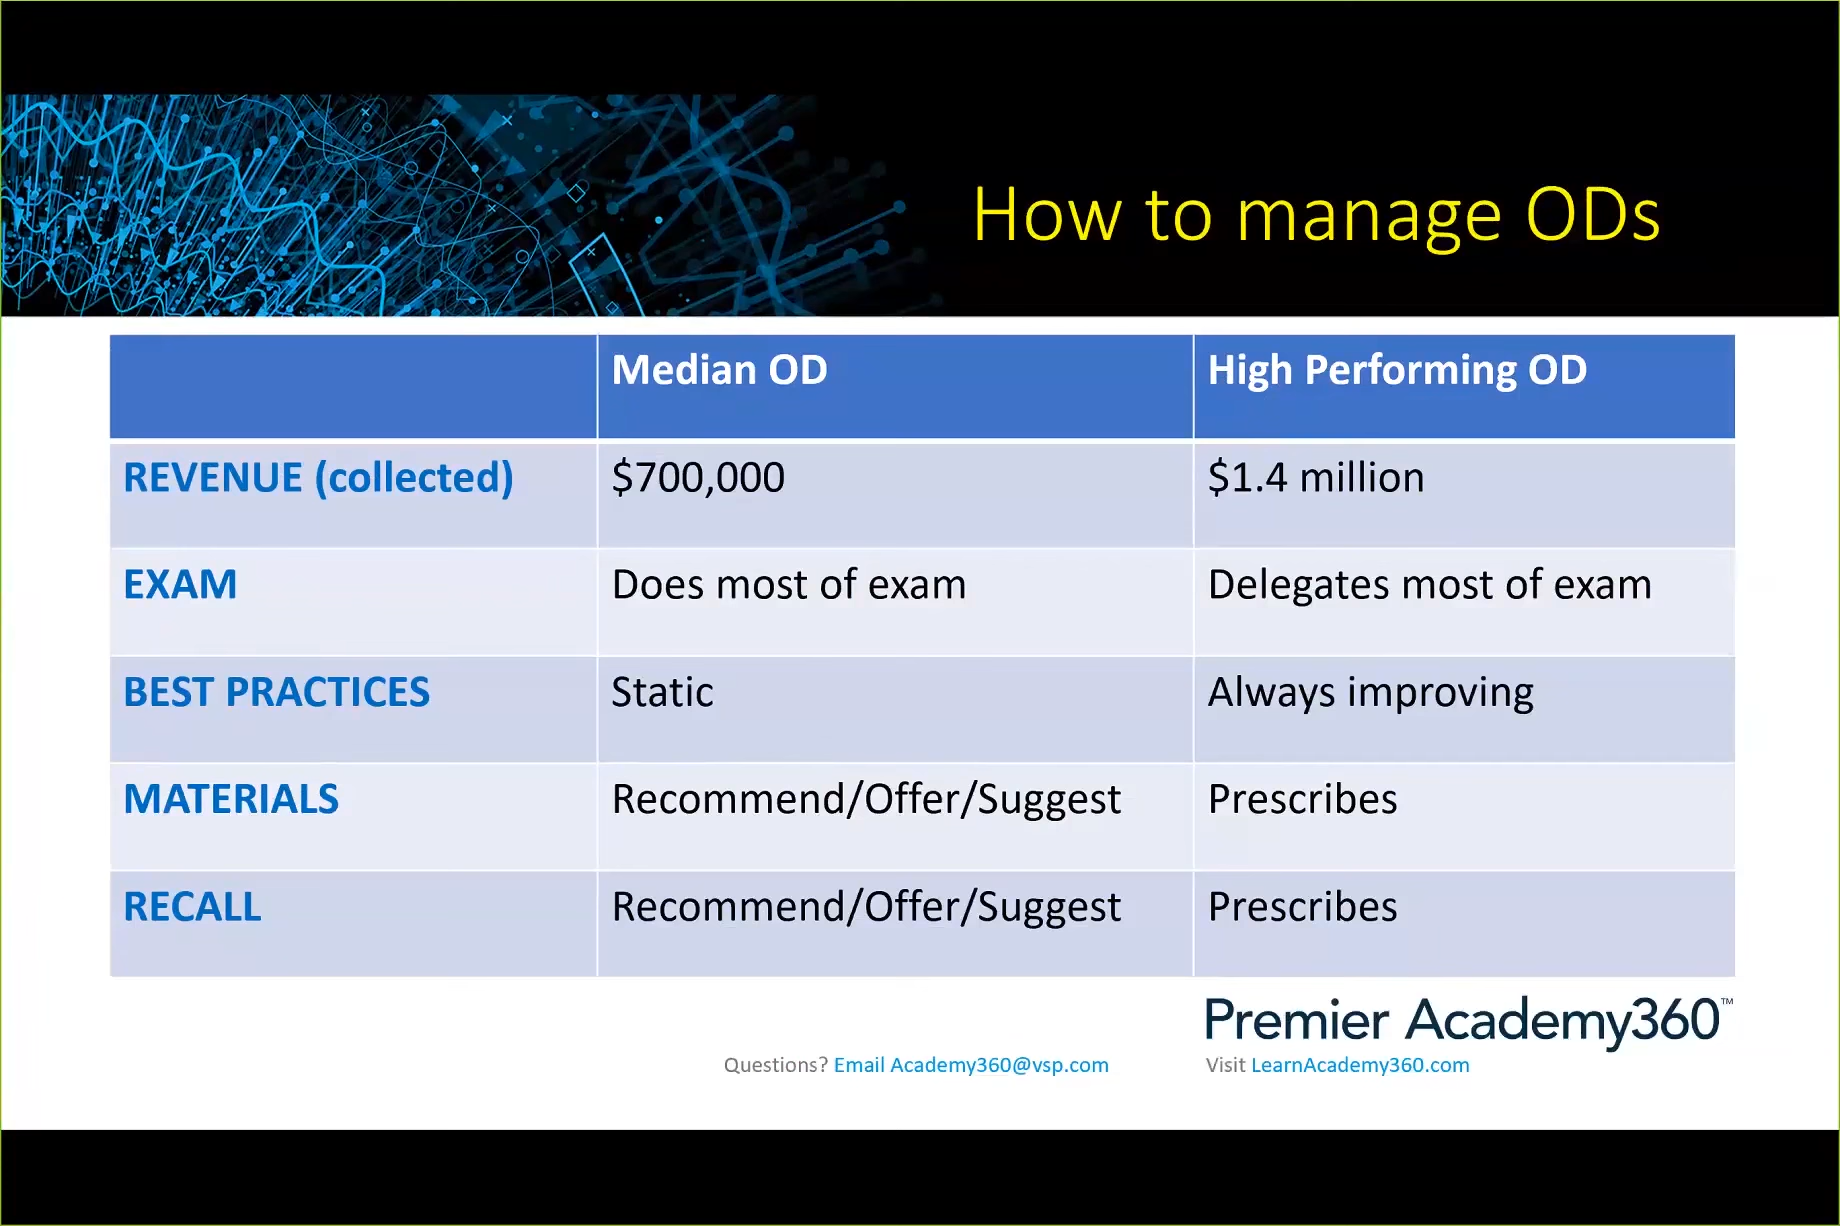 How to manage ODs
Median OD
High Performing OD
REVENUE (collected)
$700,000
$1.4 million
EXAM
Does most of exam
Delegates most of exam
BEST PRACTICES
Static
Always improving
MATERIALS
Recommend/Offer/Suggest
Prescribes
RECALL
Recommend/Offer/Suggest
Prescribes
Premier Academy360™
Questions? Email Academy360@vsp.com
Visit LearnAcademy360.com